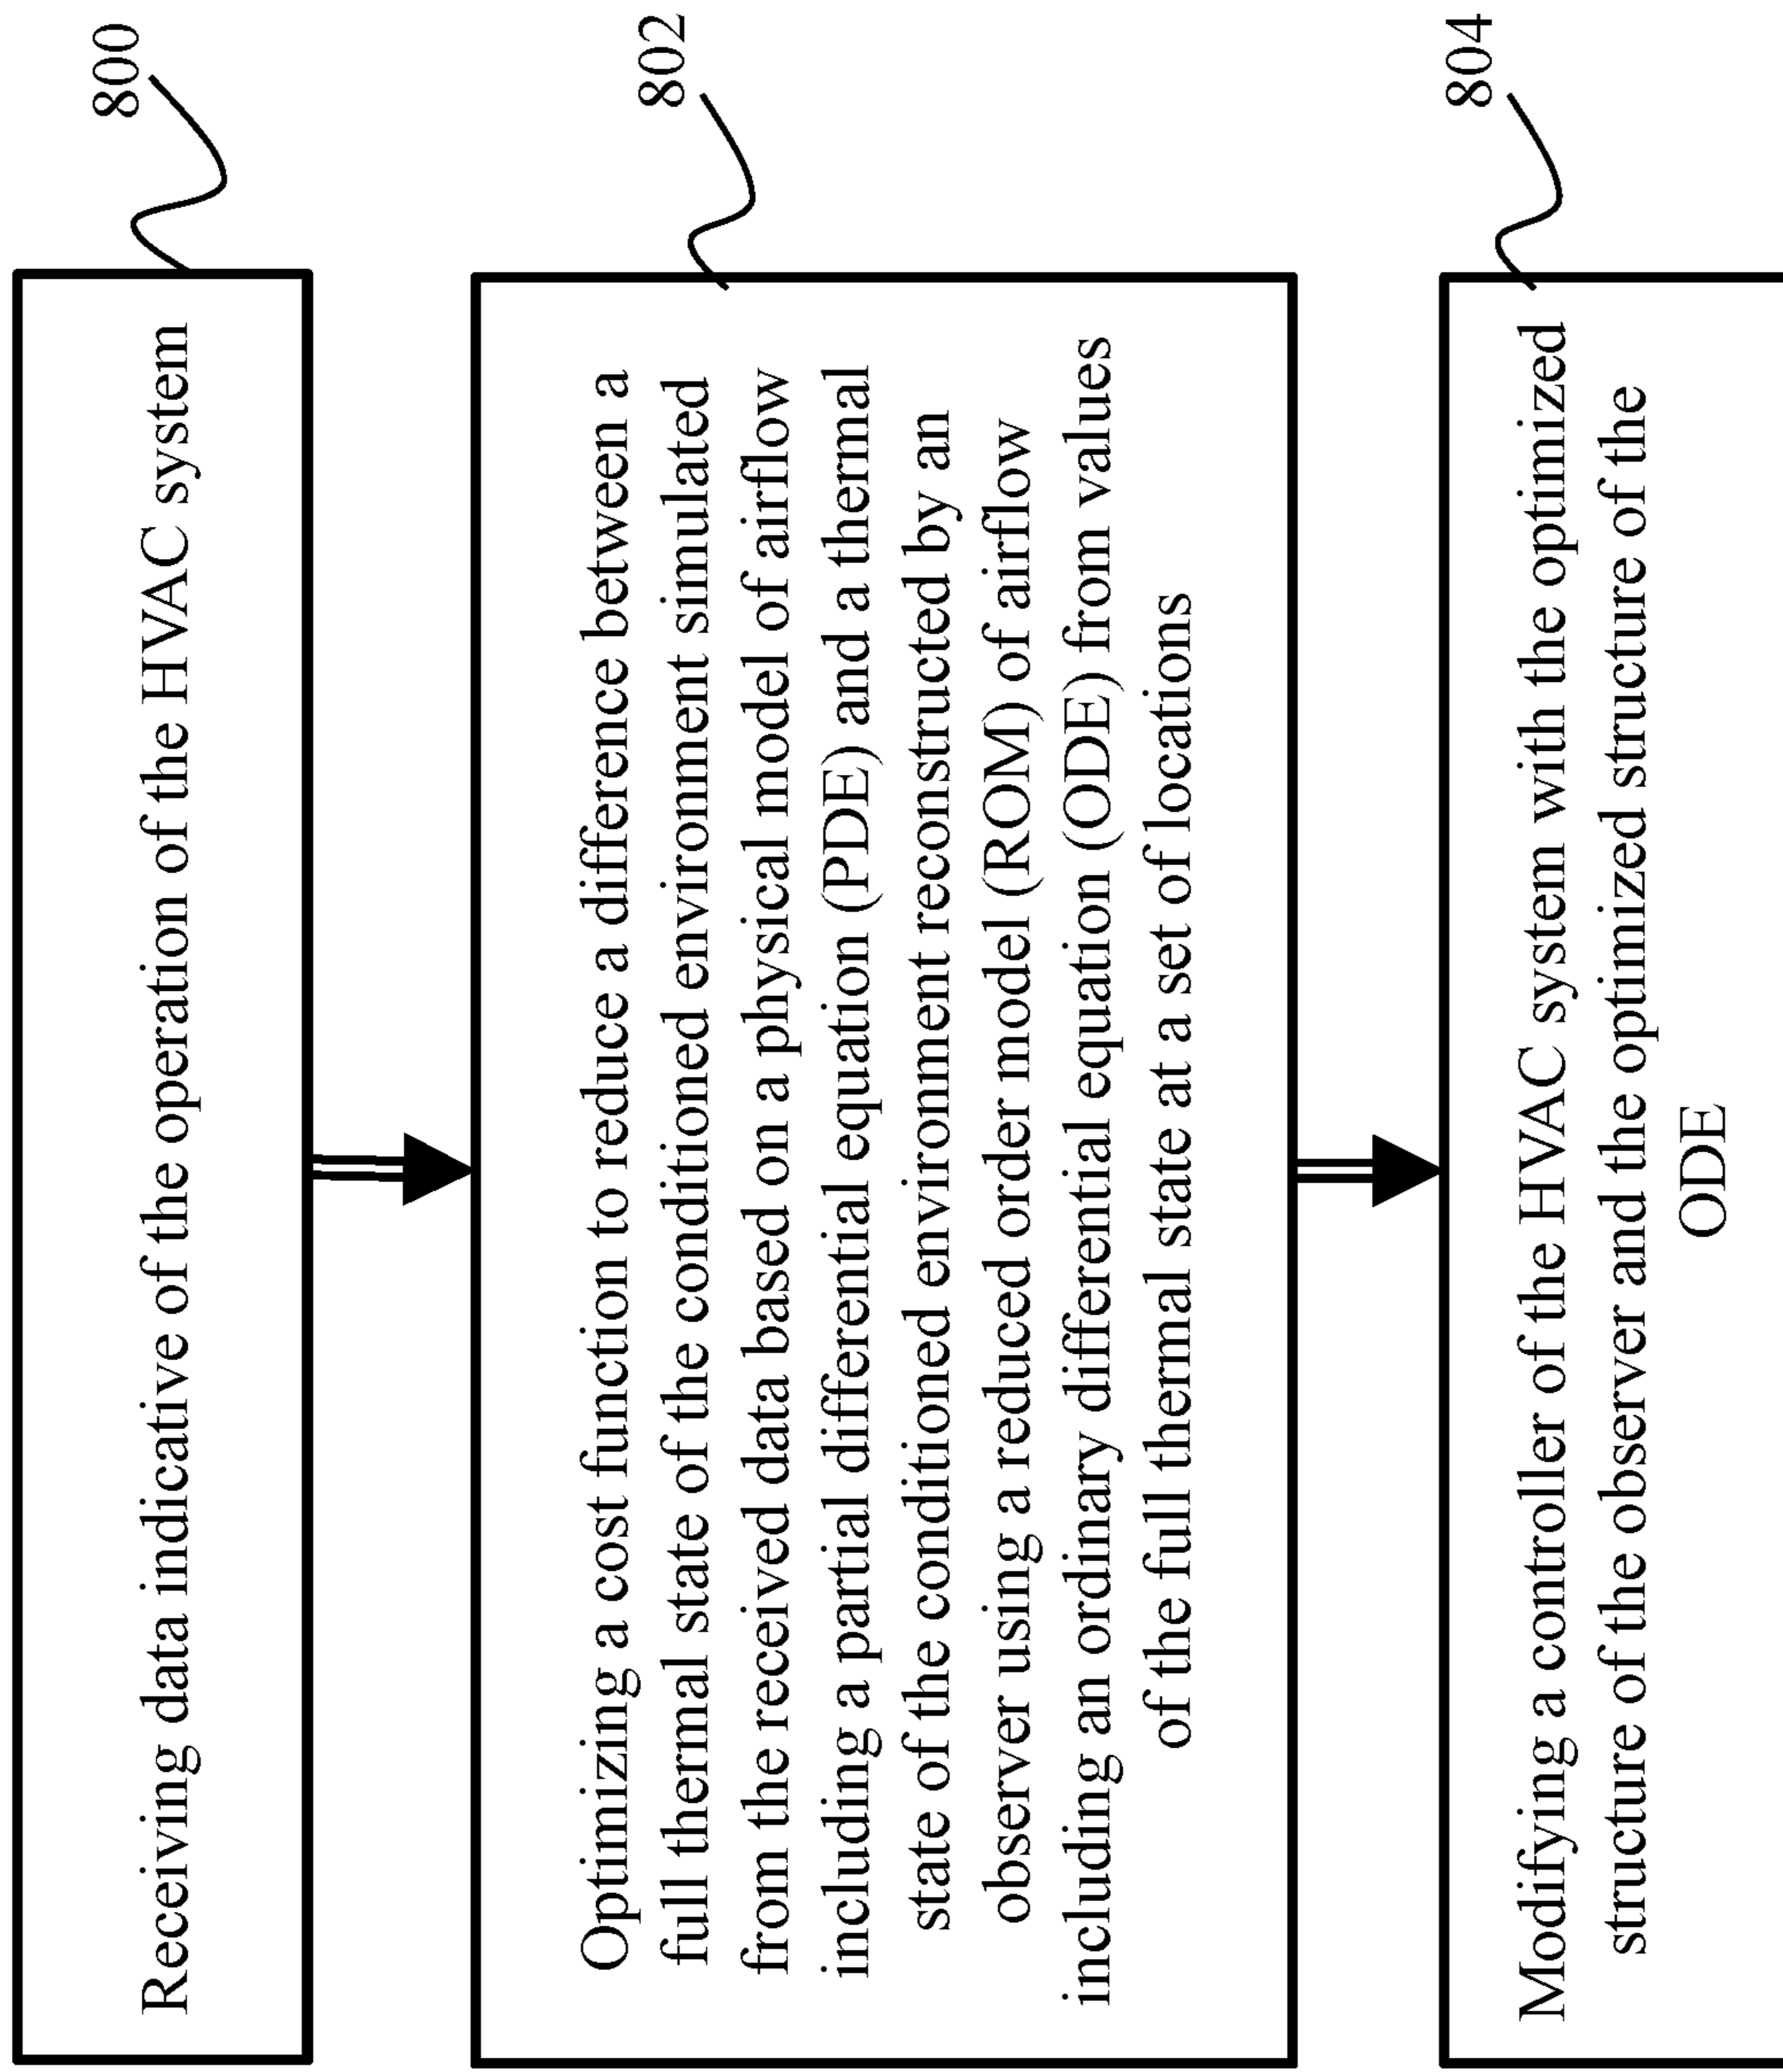 800
Receiving data indicative of the operation of the HVAC system
802
Optimizing a cost function to reduce a difference between a
full thermal state of the conditioned environment simulated
from the received data based on a physical model of airflow
including a partial differential equation (PDE) and a thermal
state of the conditioned environment reconstructed by an
observer using a reduced order model (ROM) of airflow
including an ordinary differential equation (ODE) from values
of the full thermal state at a set of locations
804
Modifying a controller of the HVAC system with the optimized
structure of the observer and the optimized structure of the
ODE